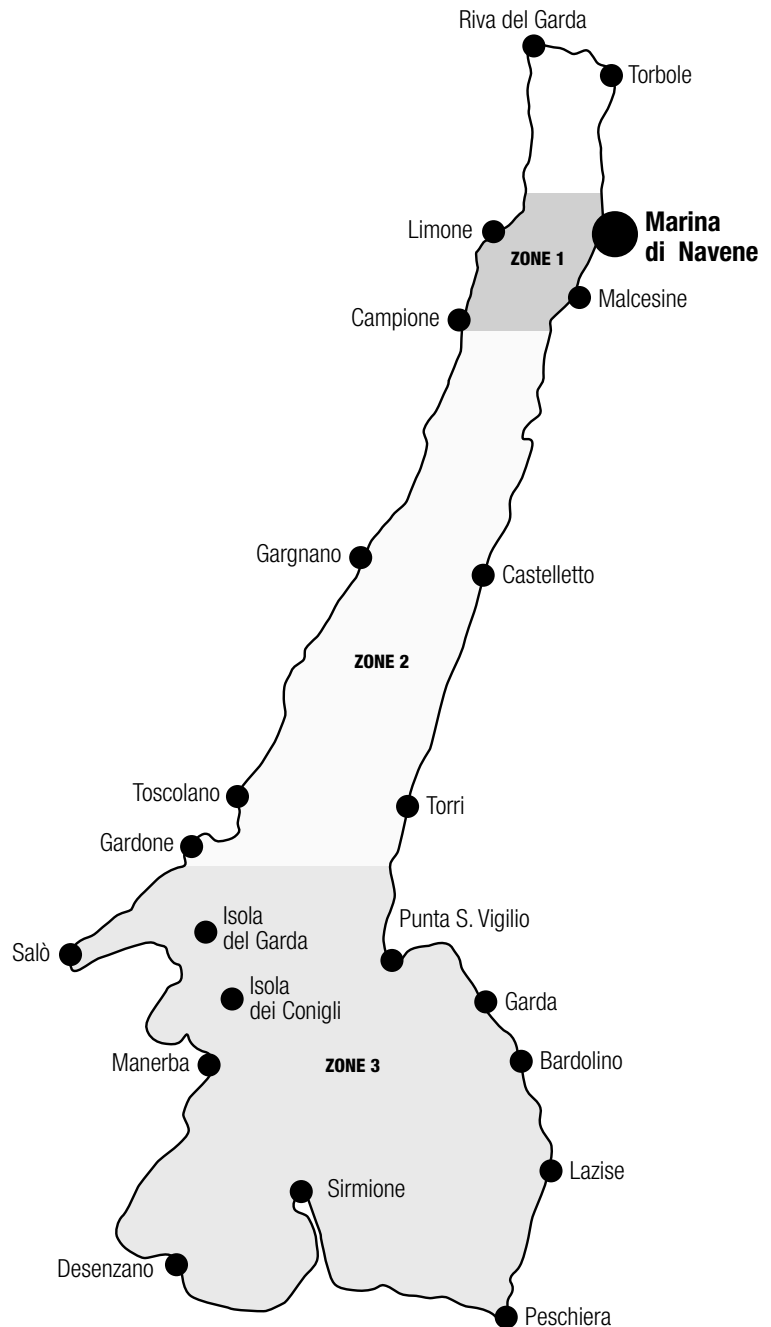 Riva del Garda
Torbole
Limone
Marina
di Navene
ZONE 1
Malcesine
Campione
Gargnano
Castelletto
ZONE 2
Toscolano
Torri
Gardone
Isola
del Garda
Punta S. Vigilio
Salò
Isola
dei Conigli
Garda
Manerba
ZONE 3
Bardolino
Lazise
Sirmione
Desenzano
Peschiera